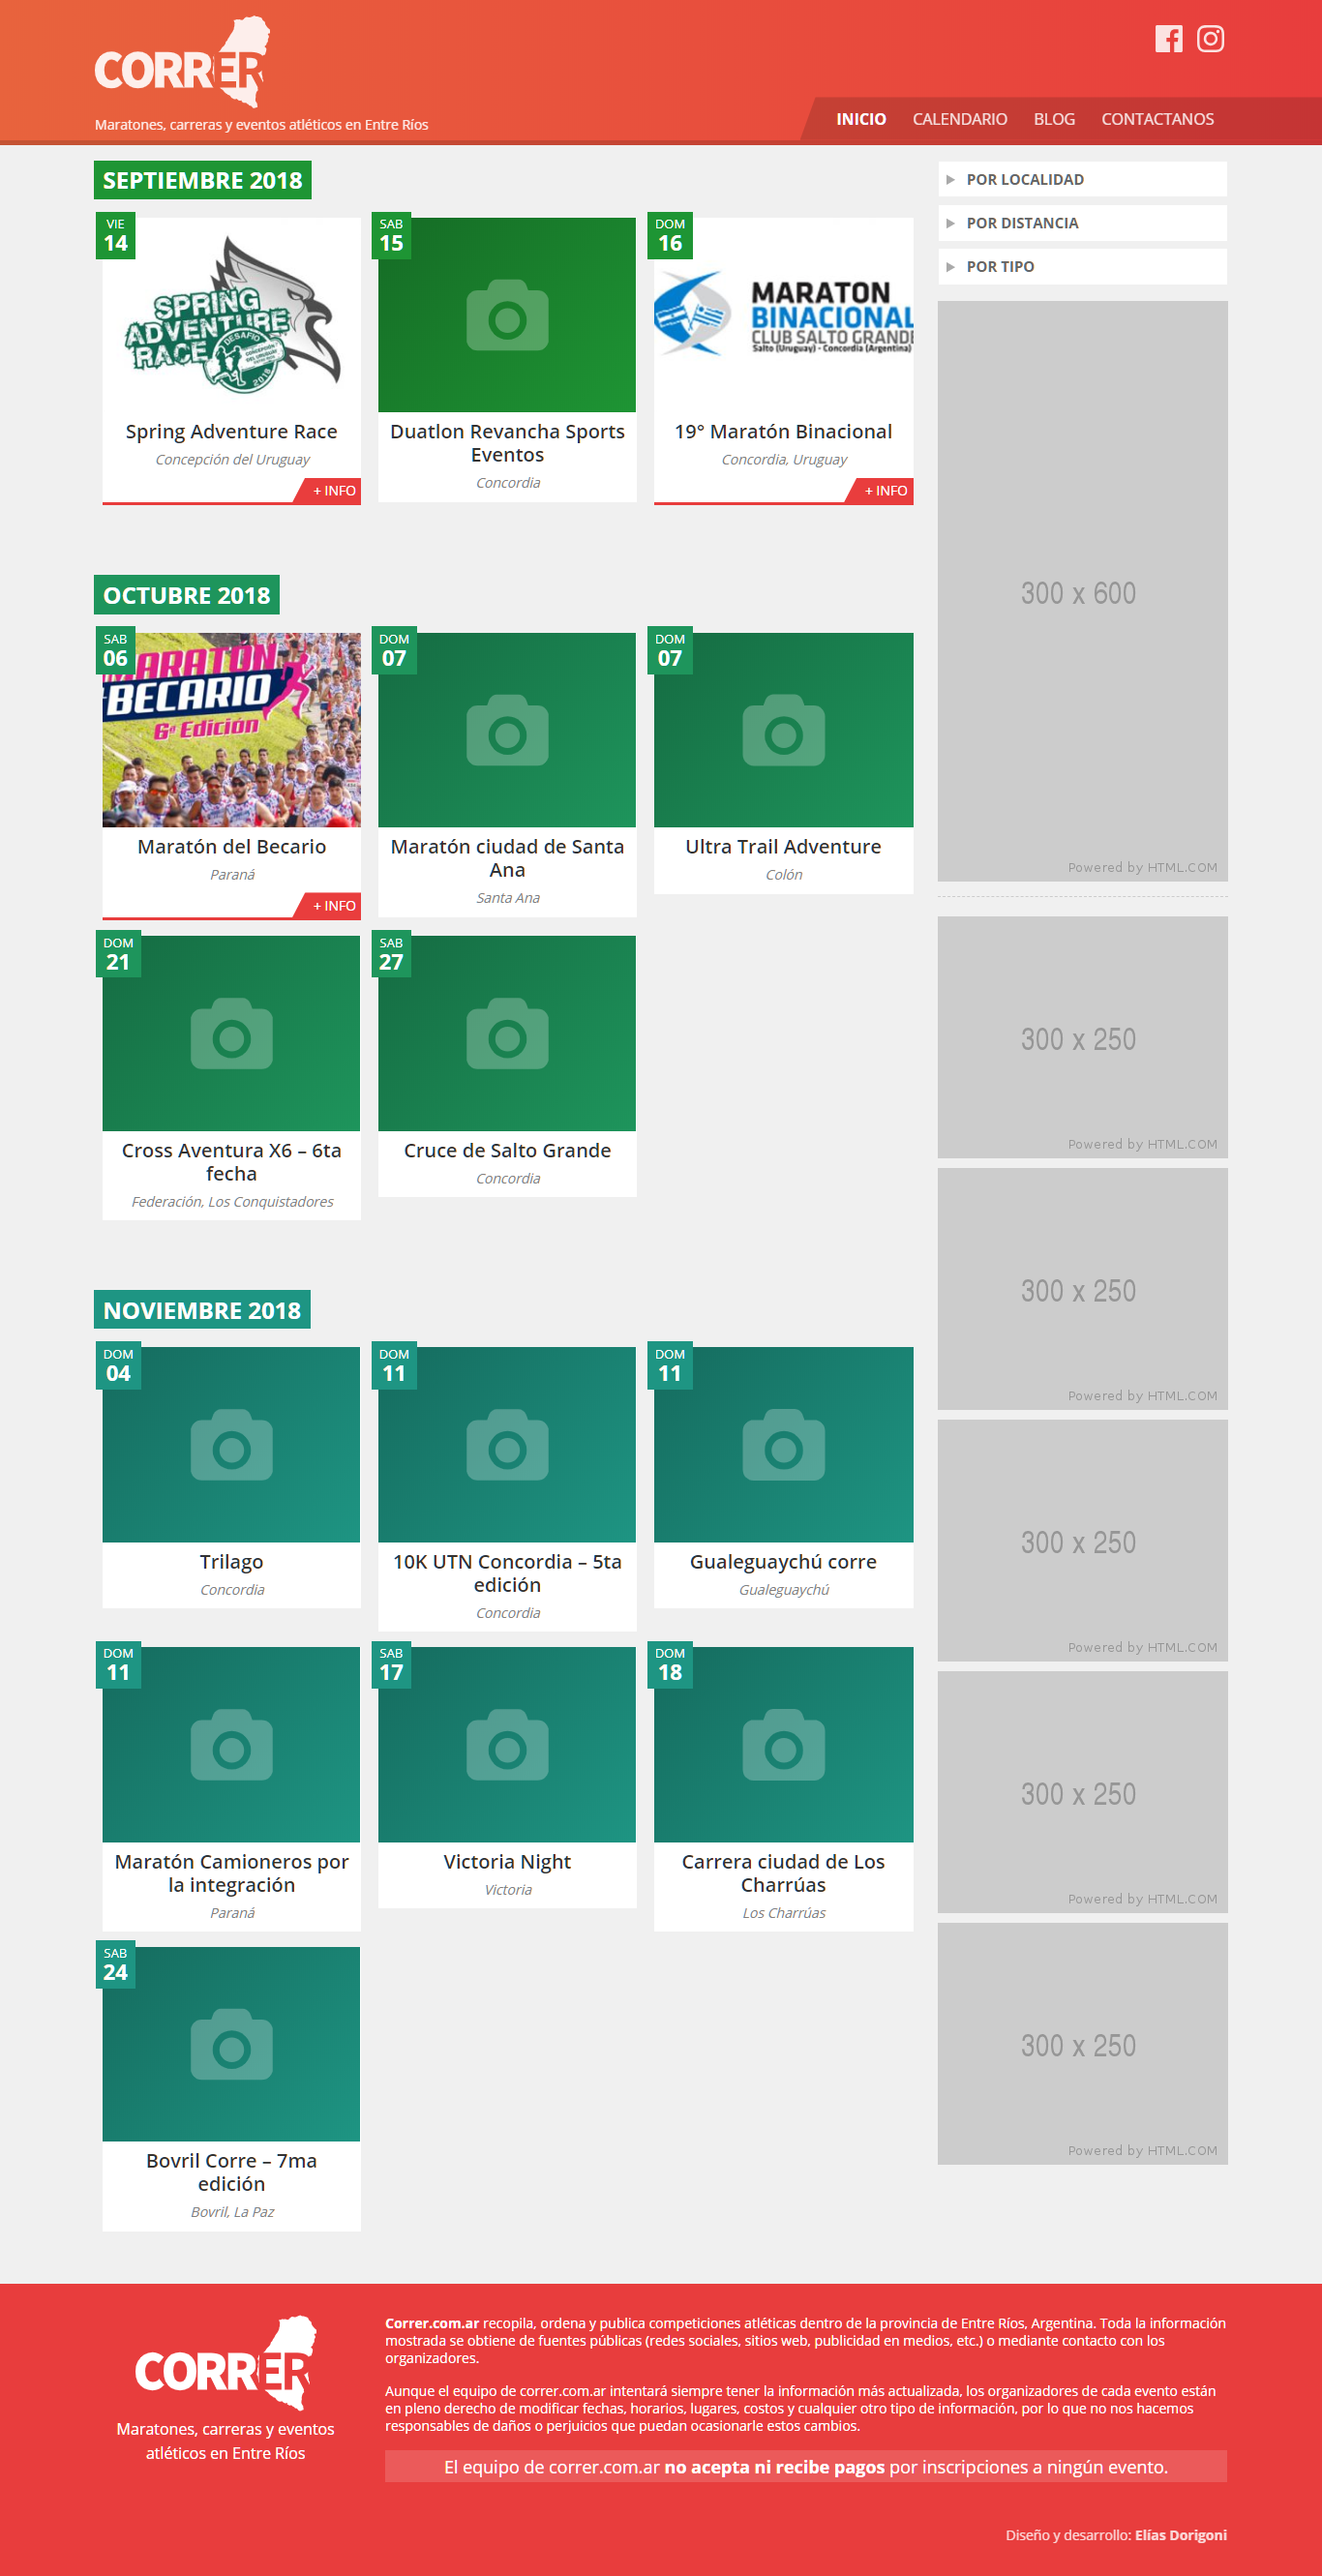 CORRER
Maratones, carreras y eventos atléticos en Entre Ríos
INICIO CALENDARIO BLOG CONTACTANOS
SEPTIEMBRE 2018
VIE
14
SPRING
ADVENTURE
RACE
DESAFIO
CONCEPCIÓN DEL URUGUAY
2018
Spring Adventure Race
Concepción del Uruguay
+ INFO
SAB
15
Duatlon Revancha Sports
Eventos
Concordia
DOM
16
MARATON
BINACIONAL
CLUB SALTO GRANDE
Salto (Uruguay) - Concordia (Argentina)
19° Maratón Binacional
Concordia, Uruguay
+ INFO
OCTUBRE 2018
SAB
06
MARATON
BECARIO
6ª Edición
Maratón del Becario
Paraná
+ INFO
DOM
07
Maratón ciudad de Santa
Ana
Santa Ana
DOM
07
Ultra Trail Adventure
Colón
DOM
21
Cross Aventura X6 – 6ta
fecha
Federación, Los Conquistadores
SAB
27
Cruce de Salto Grande
Concordia
NOVIEMBRE 2018
DOM
04
Trilago
Concordia
DOM
11
10K UTN Concordia – 5ta
edición
Concordia
DOM
11
Gualeguaychú corre
Gualeguaychú
DOM
11
Maratón Camioneros por
la integración
Paraná
SAB
17
Victoria Night
Victoria
DOM
18
Carrera ciudad de Los
Charrúas
Los Charrúas
SAB
24
Bovril Corre – 7ma
edición
Bovril, La Paz
POR LOCALIDAD
POR DISTANCIA
POR TIPO
300 x 600
Powered by HTML.COM
300 x 250
Powered by HTML.COM
300 x 250
Powered by HTML.COM
300 x 250
Powered by HTML.COM
300 x 250
Powered by HTML.COM
300 x 250
Powered by HTML.COM
CORRER
Maratones, carreras y eventos
atléticos en Entre Ríos
Correr.com.ar recopila, ordena y publica competiciones atléticas dentro de la provincia de Entre Ríos, Argentina. Toda la información
mostrada se obtiene de fuentes públicas (redes sociales, sitios web, publicidad en medios, etc.) o mediante contacto con los
organizadores.
Aunque el equipo de correr.com.ar intentará siempre tener la información más actualizada, los organizadores de cada evento están
en pleno derecho de modificar fechas, horarios, lugares, costos y cualquier otro tipo de información, por lo que no nos hacemos
responsables de daños o perjuicios que puedan ocasionarle estos cambios.
El equipo de correr.com.ar no acepta ni recibe pagos por inscripciones a ningún evento.
Diseño y desarrollo: Elías Dorigoni